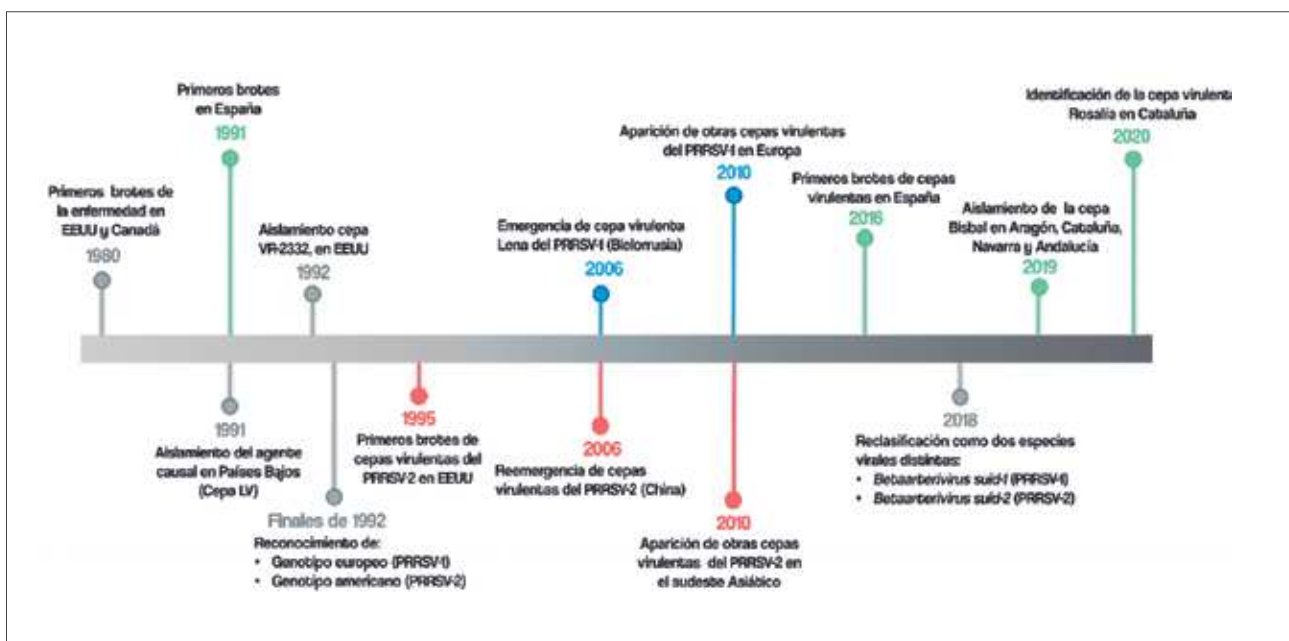 Primeros brotes de
la enfermedad en
EEUU y Canadá
1980
Primeros brotes
en España
1991
Aislamiento cepa
VR-2332, en EEUU
1992
Emergencia de cepa virulenta
Lena del PRRSV-1 (Bielorrusia)
2006
Aparición de otras cepas virulentas
del PRRSV-1 en Europa
2010
Primeros brotes de cepas
virulentas en España
2016
Aislamiento de la cepa
Bisbal en Aragón, Cataluña,
Navarra y Andalucía
2019
Identificación de la cepa virulenta
Rosalía en Cataluña
2020
1991
Aislamiento del agente
causal en Países Bajos
(Cepa LV)
Finales de 1992
Reconocimiento de:
• Genotipo europeo (PRRSV-1)
• Genotipo americano (PRRSV-2)
1995
Primeros brotes de
cepas virulentas del
PRRSV-2 en EEUU
2006
Reemergencia de cepas
virulentas del PRRSV-2 (China)
2010
Aparición de otras cepas
virulentas del PRRSV-2 en
el sudeste Asiático
2018
Reclasificación como dos especies
virales distintas:
• Betaarterivirus suid-1 (PRRSV-1)
• Betaarterivirus suid-2 (PRRSV-2)